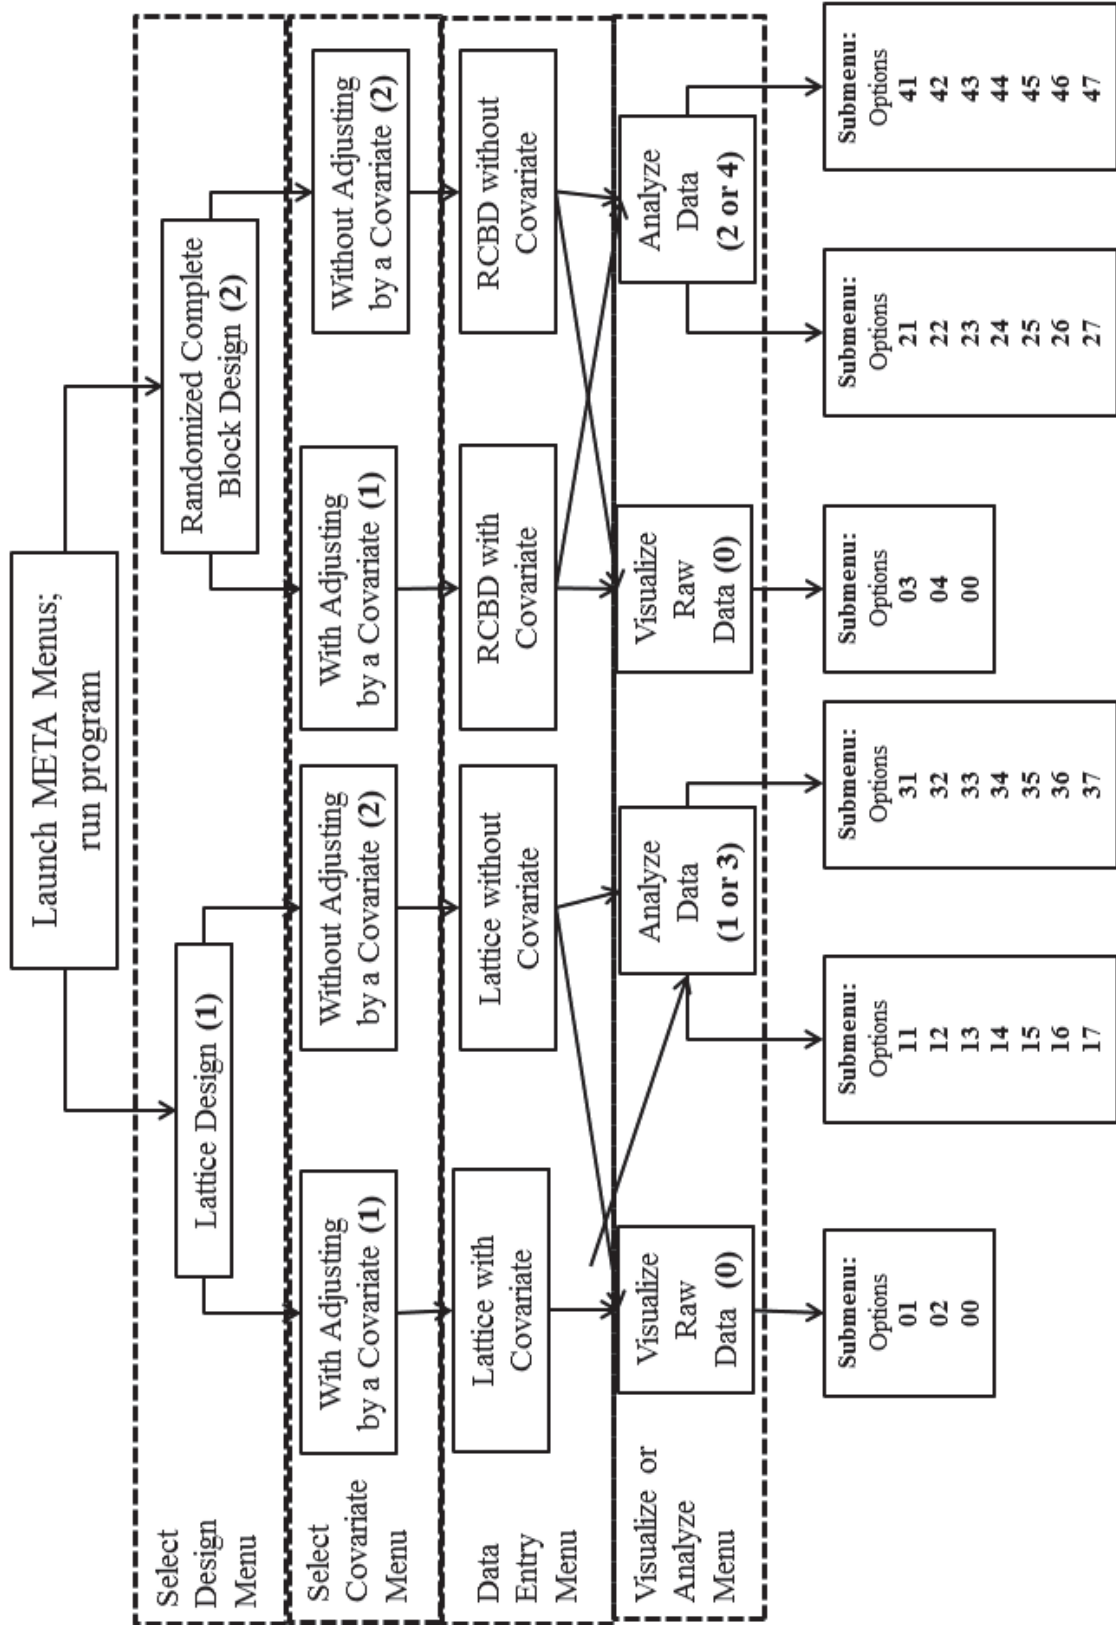 Launch META Menus;
run program
Select
Design
Menu
Lattice Design (1)
Randomized Complete
Block Design (2)
Select
Covariate
Menu
With Adjusting
by a Covariate (1)
Without Adjusting
by a Covariate (2)
With Adjusting
by a Covariate (1)
Without Adjusting
by a Covariate (2)
Data
Entry
Menu
Lattice with
Covariate
Lattice without
Covariate
RCBD with
Covariate
RCBD without
Covariate
Visualize or
Analyze
Menu
Visualize
Raw
Data (0)
Analyze
Data
(1 or 3)
Visualize
Raw
Data (0)
Analyze
Data
(2 or 4)
Submenu:
Options
01
02
00
Submenu:
Options
11
12
13
14
15
16
17
Submenu:
Options
31
32
33
34
35
36
37
Submenu:
Options
03
04
00
Submenu:
Options
21
22
23
24
25
26
27
Submenu:
Options
41
42
43
44
45
46
47